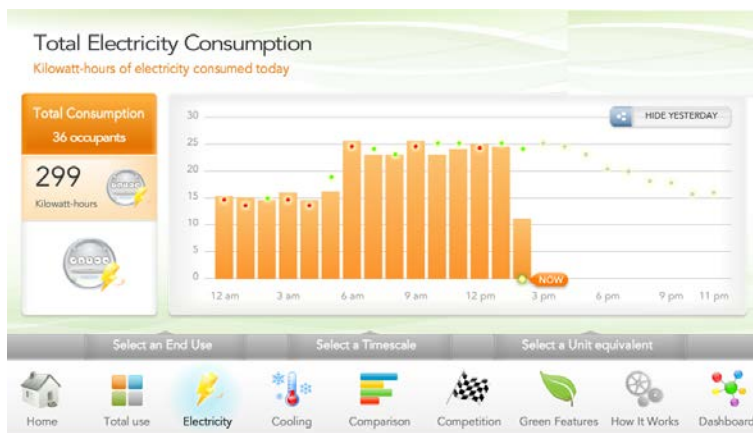 Total Electricity Consumption
Kilowatt-hours of electricity consumed today
Total Consumption
36 occupants
299
Kilowatt-hours
30
25
20
15
10
5
0
HIDE YESTERDAY
NOW
12 am 3 am 6 am 9 am 12 pm 3 pm 6 pm 9 pm 11 pm
Select an End Use Select a Timescale Select a Unit equivalent
Home Total use Electricity Cooling Comparison Competition Green Features How It Works Dashboard